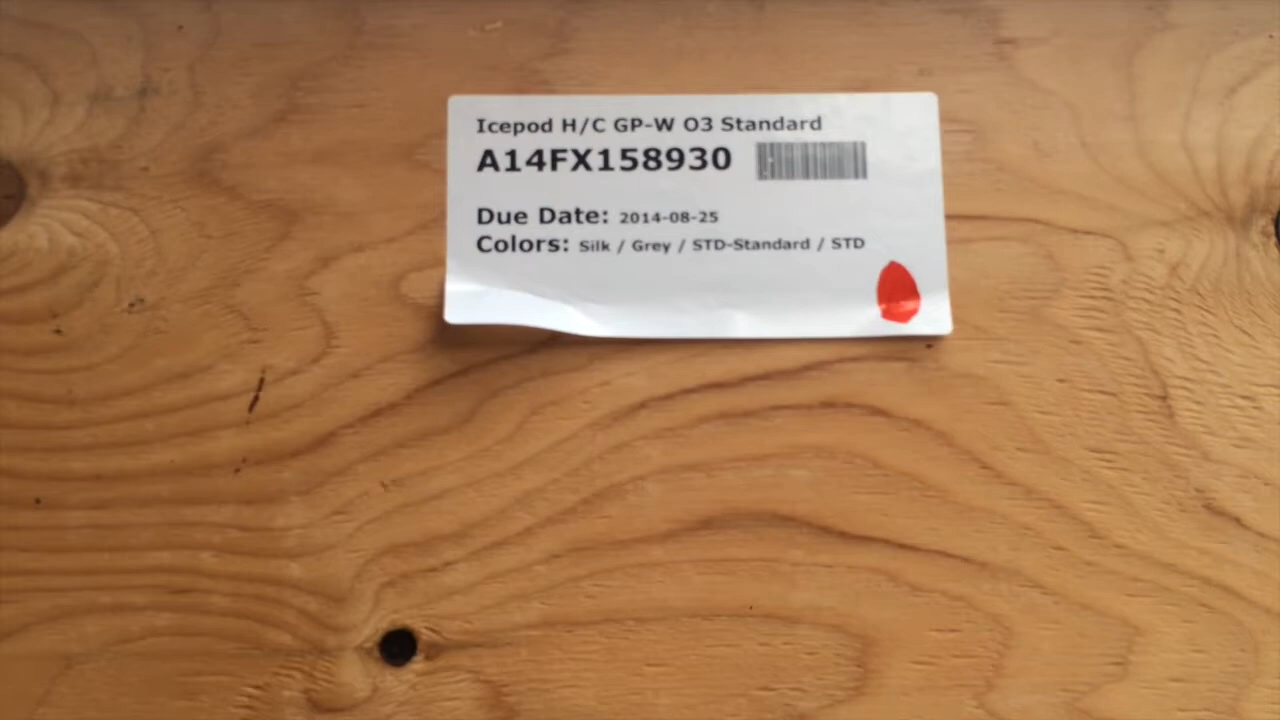 Icepod H/C GP-W O3 Standard
A14FX158930
Due Date: 2014-08-25
Colors: Silk / Grey / STD-Standard / STD